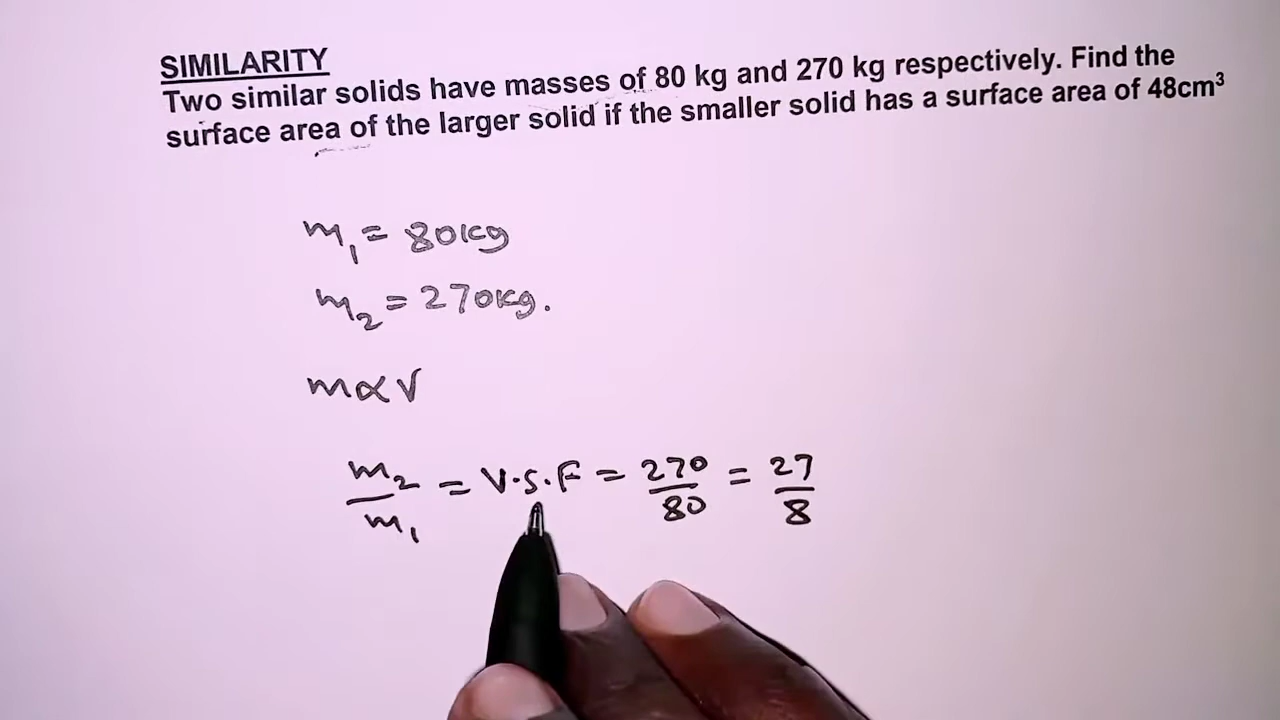 SIMILARITY
Two similar solids have masses of 80 kg and 270 kg respectively. Find the
surface area of the larger solid if the smaller solid has a surface area of 48cm³
m₁ = 80kg
m₂ = 270kg.
m∝V
m₂/m₁ = V.S.F = 270/80 = 27/8